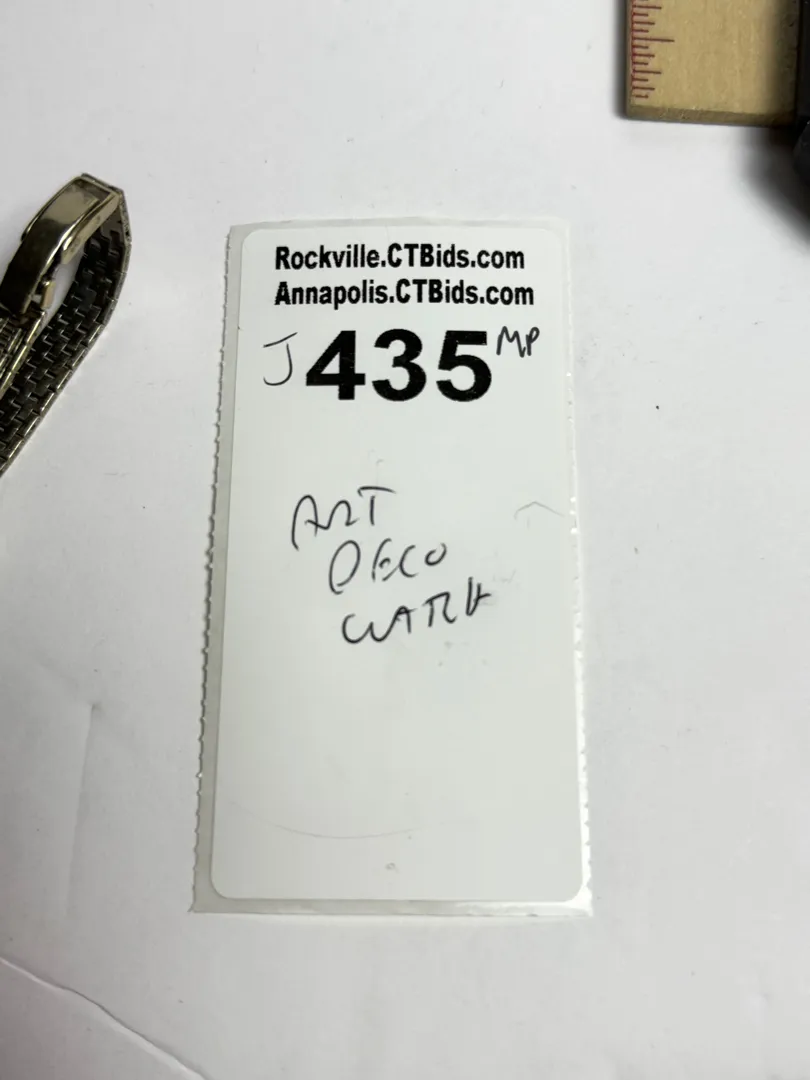 Rockville.CTBids.com
Annapolis.CTBids.com
J 435 MP
ART
DECO
WATCH